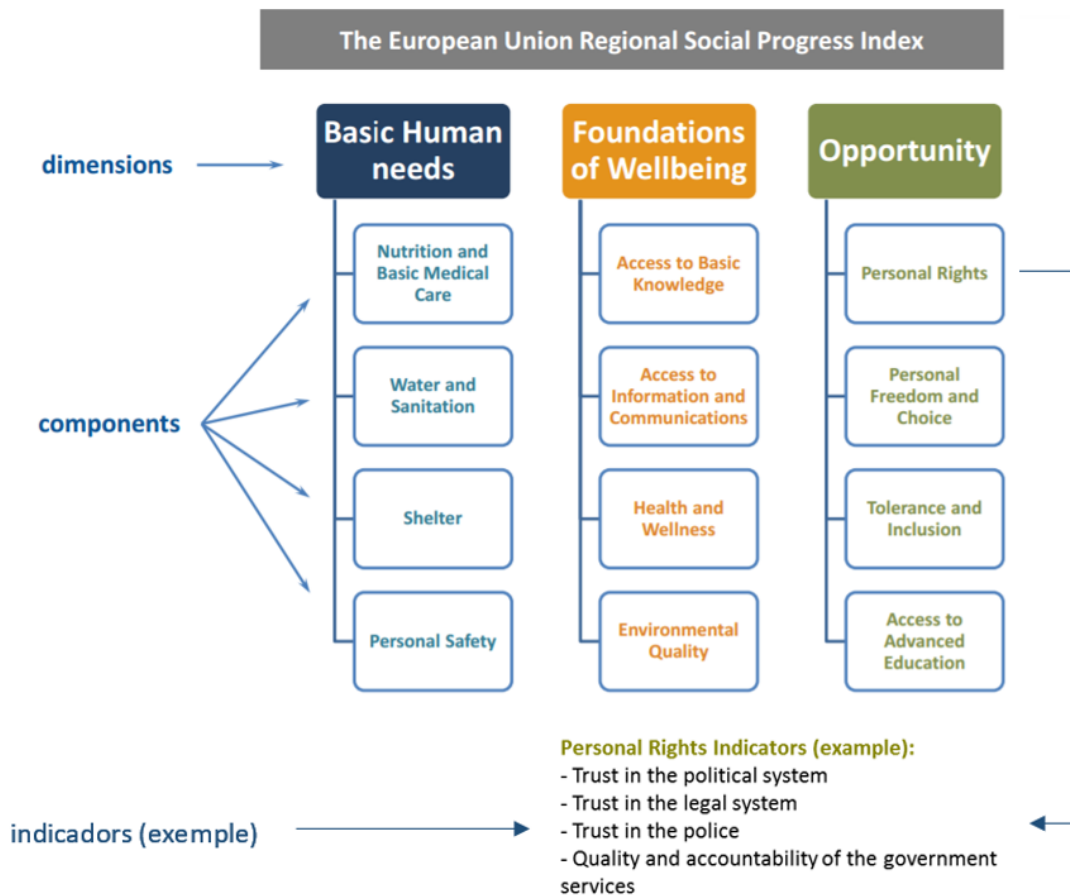 The European Union Regional Social Progress Index
dimensions
Basic Human
needs
Foundations
of Wellbeing
Opportunity
components
Nutrition and
Basic Medical
Care
Water and
Sanitation
Shelter
Personal Safety
Access to Basic
Knowledge
Access to
Information and
Communications
Health and
Wellness
Environmental
Quality
Personal Rights
Personal
Freedom and
Choice
Tolerance and
Inclusion
Access to
Advanced
Education
indicadors (exemple)
Personal Rights Indicators (example):
- Trust in the political system
- Trust in the legal system
- Trust in the police
- Quality and accountability of the government
services